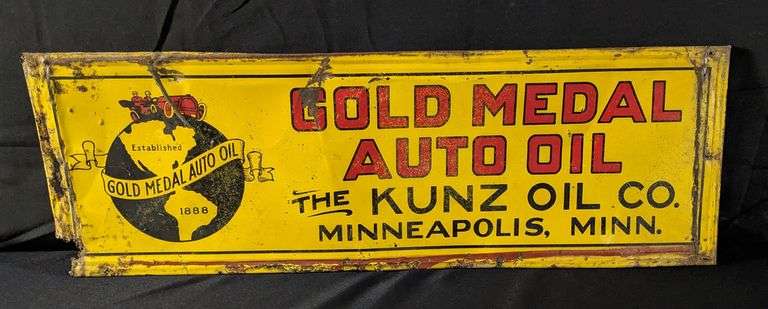 Established
GOLD MEDAL AUTO OIL
1888
GOLD MEDAL
AUTO OIL
THE KUNZ OIL CO.
MINNEAPOLIS, MINN.